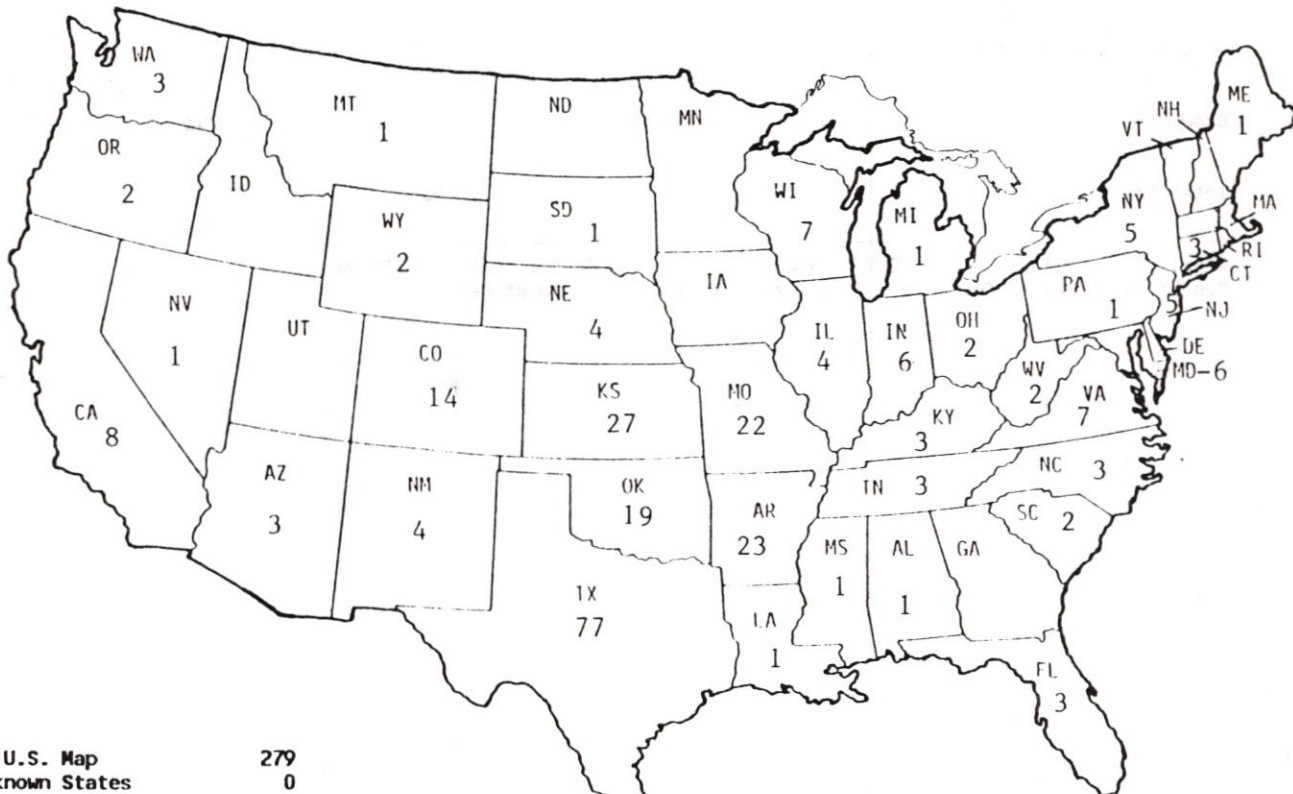 WA
3
MT
1
ND
MN
NH
ME
1
VT
OR
2
ID
WY
2
SD
1
WI
7
MI
1
NY
5
MA
3
RI
CT
NV
1
UT
NE
4
IA
PA
1
5
NJ
CO
14
IL
4
IN
6
OH
2
DE
MD-6
WV
2
VA
7
CA
8
KS
27
MO
22
KY
3
AZ
3
NM
4
OK
19
AR
23
TN 3
NC 3
SC 2
MS
1
AL
1
GA
TX
77
LA
1
FL
3
U.S. Map 279
known States 0